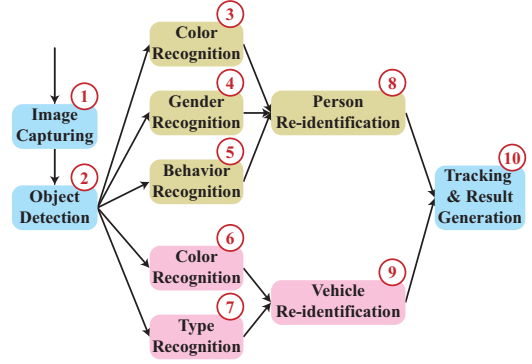 1
Image
Capturing
2
Object
Detection
3
Color
Recognition
4
Gender
Recognition
5
Behavior
Recognition
6
Color
Recognition
7
Type
Recognition
8
Person
Re-identification
9
Vehicle
Re-identification
10
Tracking
& Result
Generation